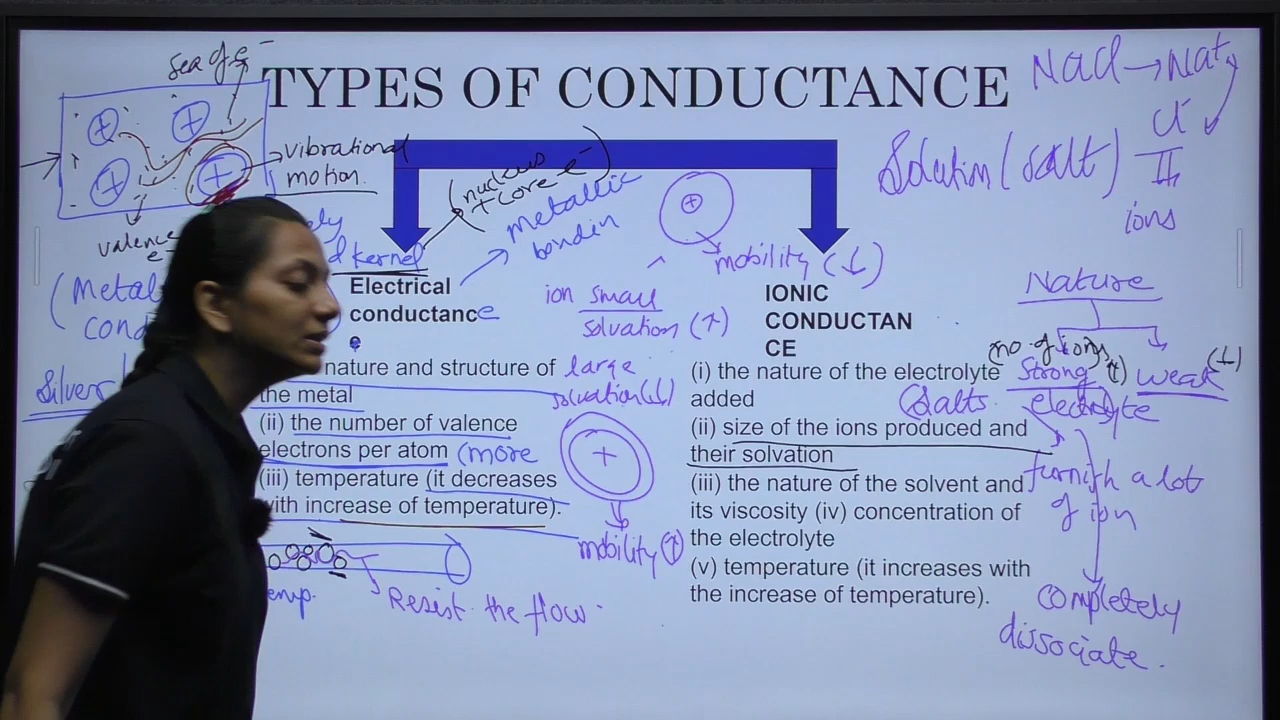 sea of e⁻
TYPES OF CONDUCTANCE
NaCl → Na⁺,
Cl⁻
Solution (salt)
ions
vibrational
motion
valence
e⁻
(nucleus
+ core e⁻)
kernel
metallic
bondin
mobility (↓)
(Metal
cond
Electrical
conductance
e
ion small
solvation (↑)
IONIC
CONDUCTAN
CE
Nature
no. of ions
Strong (↑) weak (↓)
electrolyte
Silvers
nature and structure of large
the metal
solvation (↓)
(ii) the number of valence
electrons per atom (more
(iii) temperature (it decreases
with increase of temperature).
mobility (↑)
Resist the flow.
(i) the nature of the electrolyte
added
(Salts
(ii) size of the ions produced and
their solvation
(iii) the nature of the solvent and
its viscosity (iv) concentration of
the electrolyte
(v) temperature (it increases with
the increase of temperature).
furnish a lots
of ion
completely
dissociate.